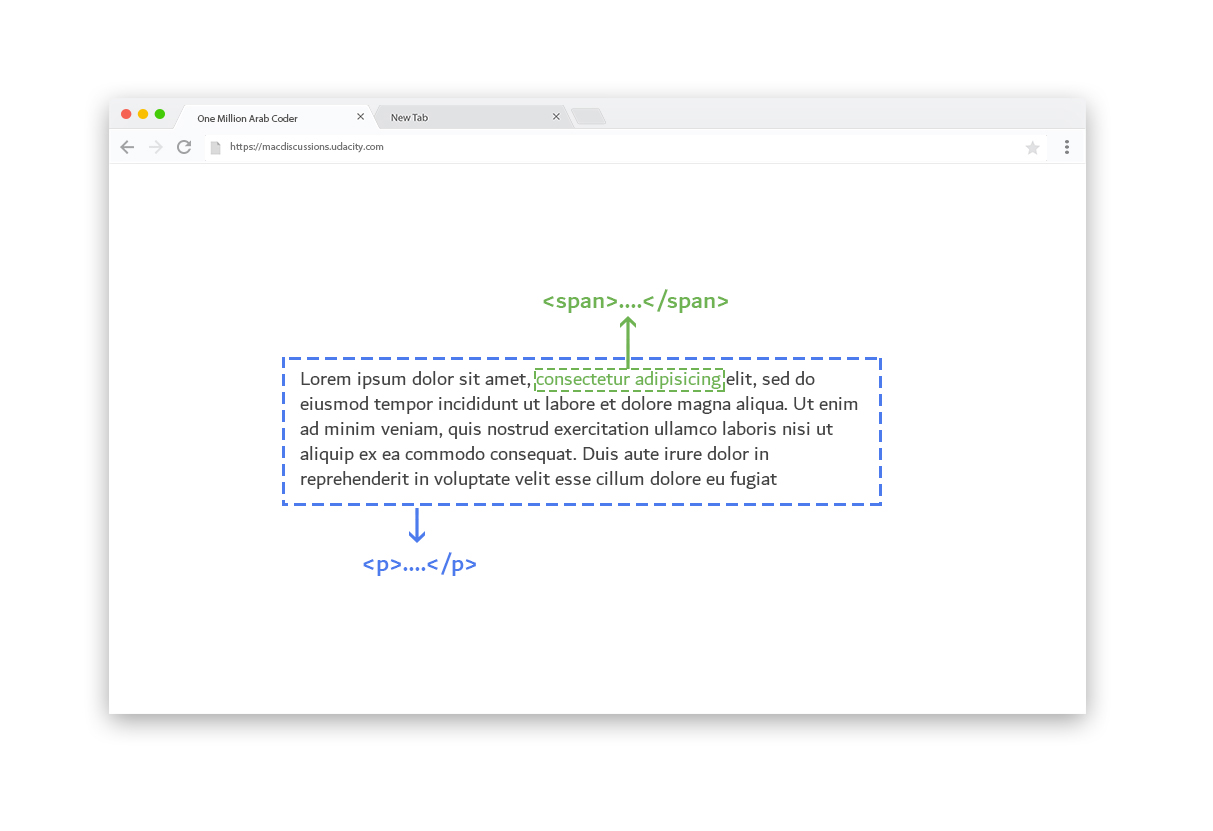 One Million Arab Coder
New Tab
https://macdiscussions.udacity.com
<span>....</span>
Lorem ipsum dolor sit amet, consectetur adipisicing elit, sed do
eiusmod tempor incididunt ut labore et dolore magna aliqua. Ut enim
ad minim veniam, quis nostrud exercitation ullamco laboris nisi ut
aliquip ex ea commodo consequat. Duis aute irure dolor in
reprehenderit in voluptate velit esse cillum dolore eu fugiat
<p>....</p>